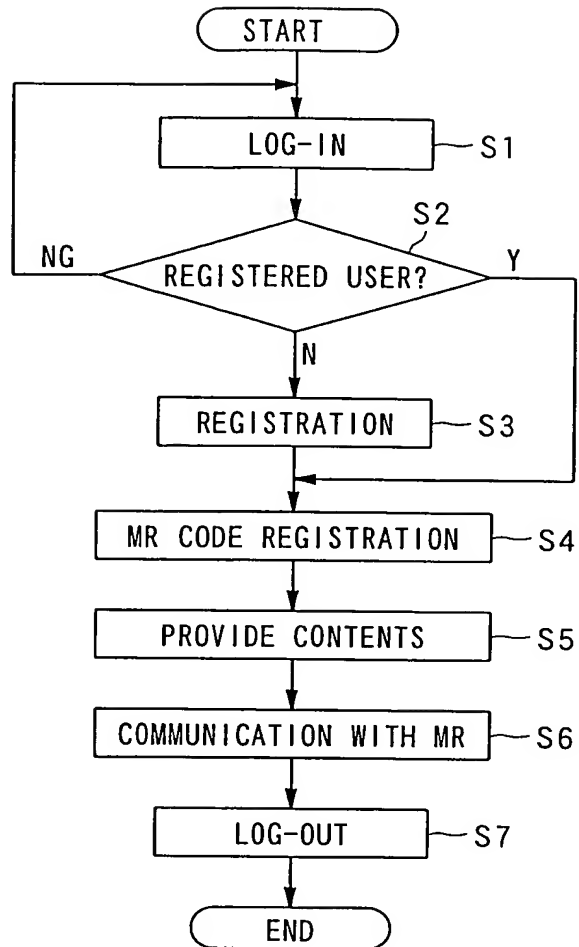 START
LOG-IN
S1
S2
NG
REGISTERED USER?
Y
N
REGISTRATION
S3
MR CODE REGISTRATION
S4
PROVIDE CONTENTS
S5
COMMUNICATION WITH MR
S6
LOG-OUT
S7
END